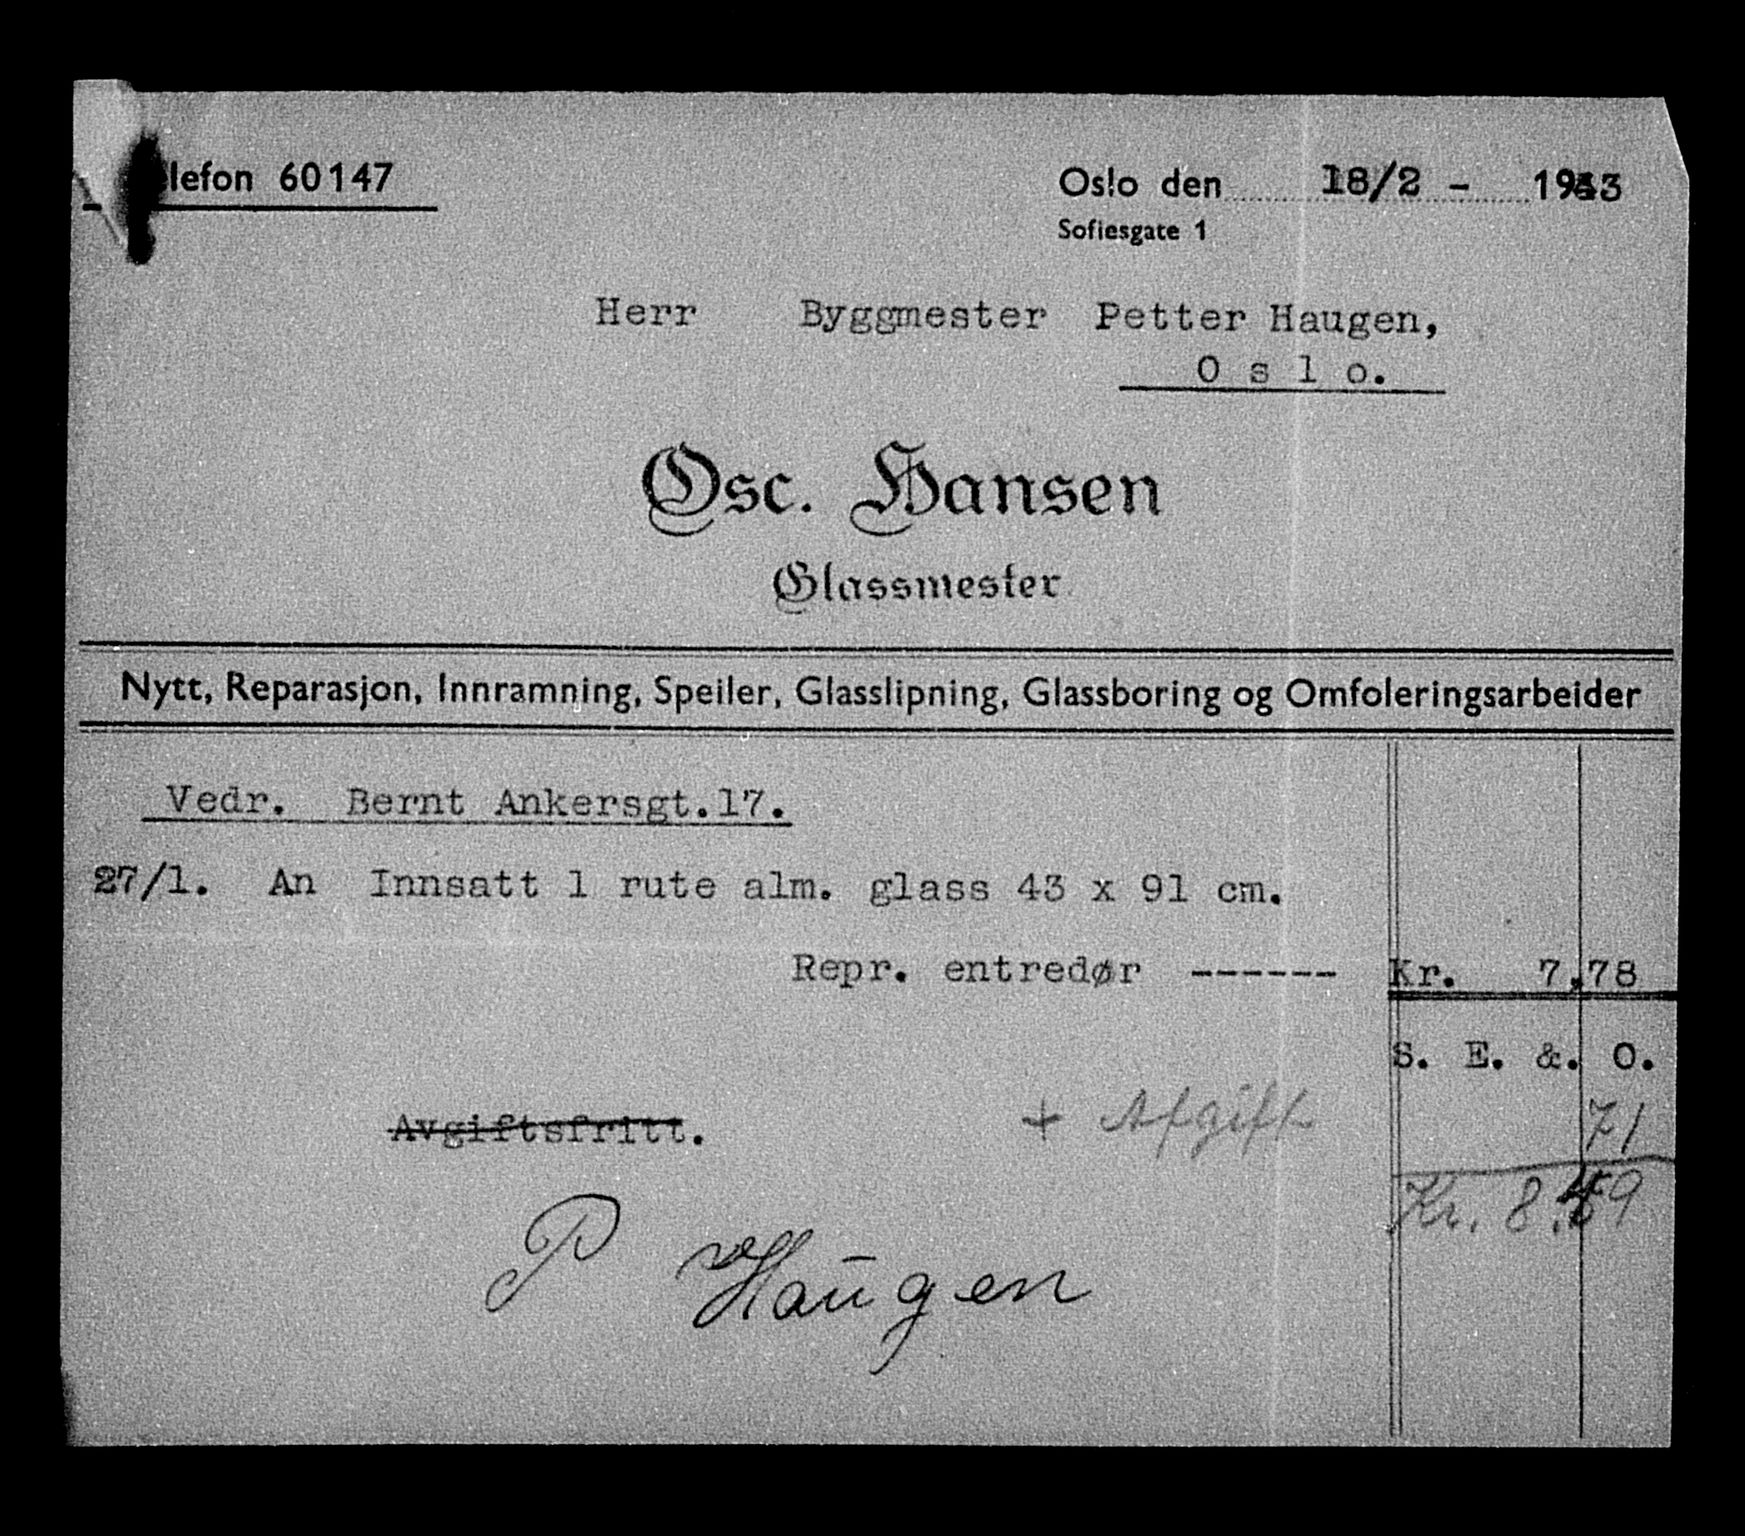 lefon 60147
Oslo den 18/2 - 1943
Sofiesgate 1
Herr Byggmester Petter Haugen,
O s l o.
Osc. Hansen
Glassmester
Nytt, Reparasjon, Innramning, Speiler, Glasslipning, Glassboring og Omfoleringsarbeider
Vedr. Bernt Ankersgt.17.
27/1. An Innsatt 1 rute alm. glass 43 x 91 cm.
Repr. entredør ------ Kr. 7.78
S. E. &. O.
Avgiftsfritt. + Afgift 71
Kr. 8.49
P Haugen